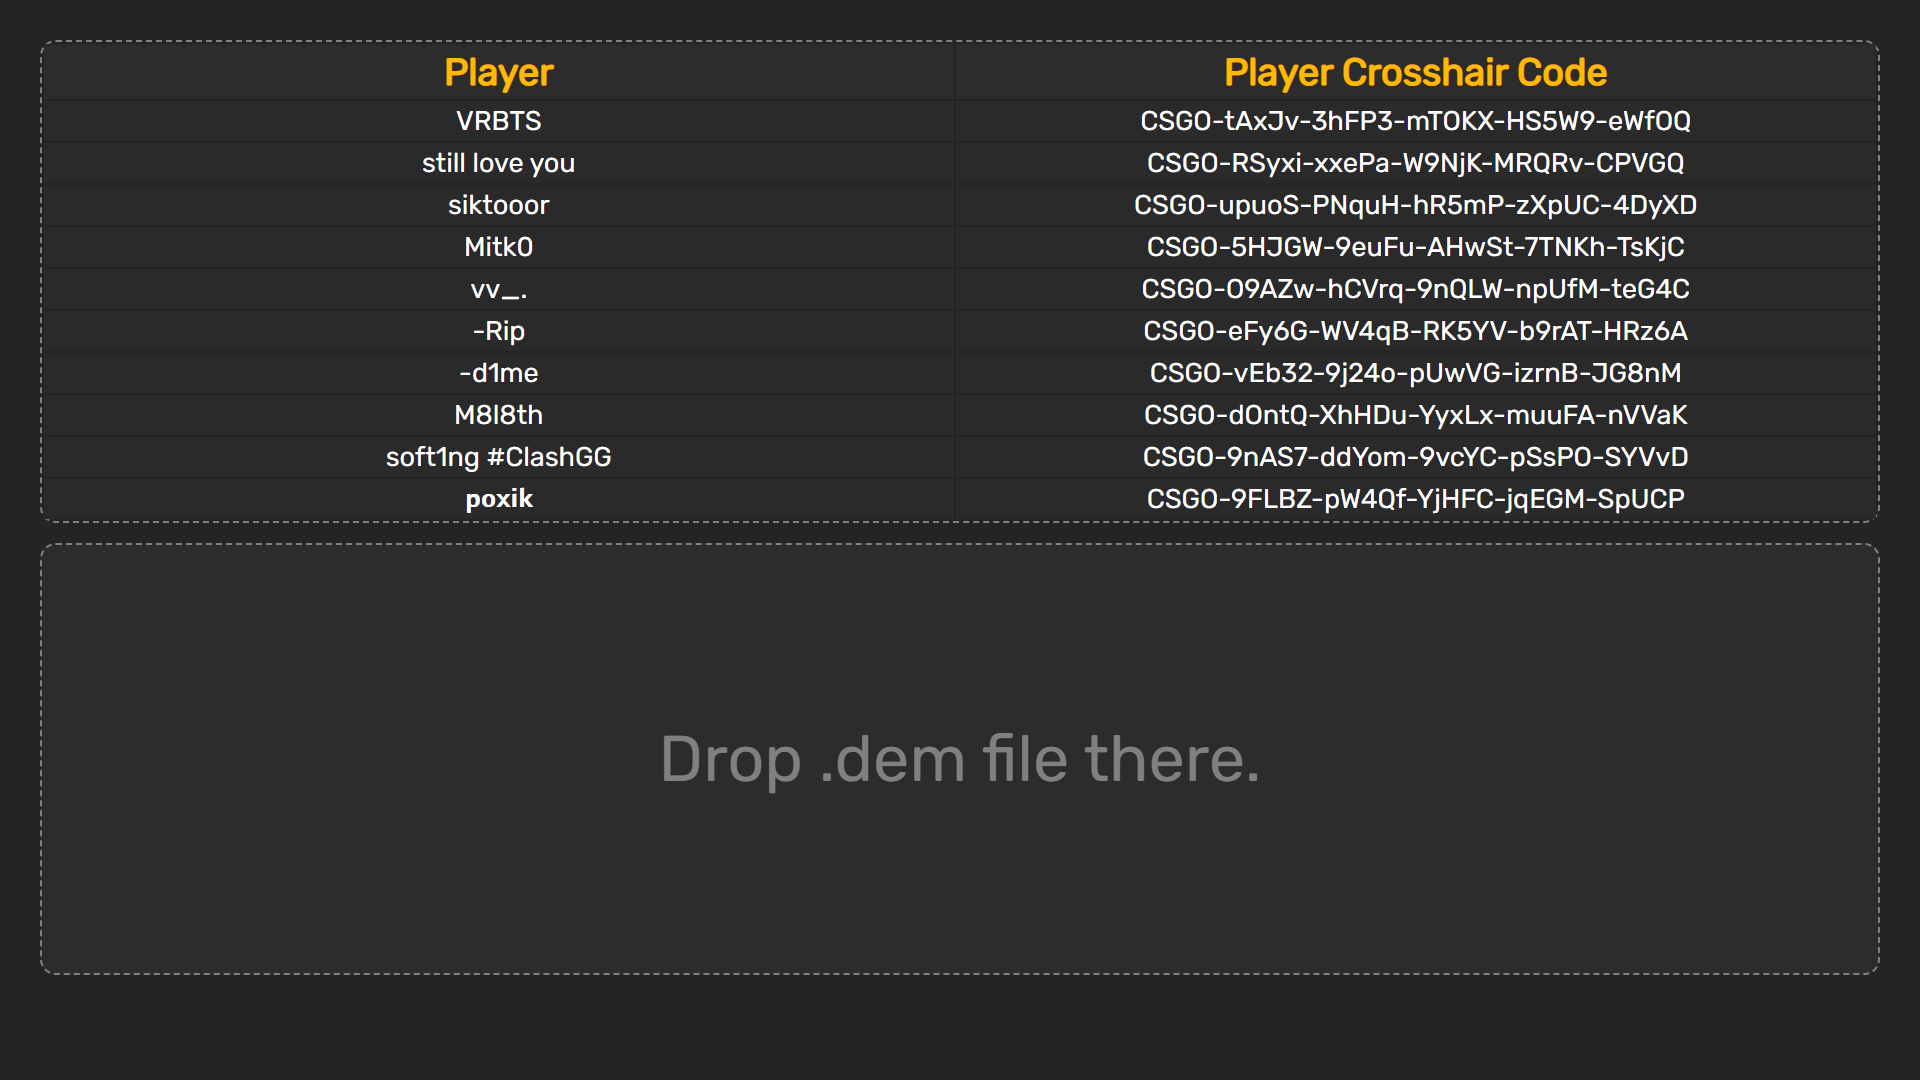 Player Player Crosshair Code
VRBTS CSGO-tAxJv-3hFP3-mTOKX-HS5W9-eWfOQ
still love you CSGO-RSyxi-xxePa-W9NjK-MRQRv-CPVGQ
siktooor CSGO-upuoS-PNquH-hR5mP-zXpUC-4DyXD
Mitk0 CSGO-5HJGW-9euFu-AHwSt-7TNKh-TsKjC
vv_. CSGO-O9AZw-hCVrq-9nQLW-npUfM-teG4C
-Rip CSGO-eFy6G-WV4qB-RK5YV-b9rAT-HRz6A
-d1me CSGO-vEb32-9j24o-pUwVG-izrnB-JG8nM
M8l8th CSGO-dOntQ-XhHDu-YyxLx-muuFA-nVVaK
soft1ng #ClashGG CSGO-9nAS7-ddYom-9vcYC-pSsPO-SYVvD
poxik CSGO-9FLBZ-pW4Qf-YjHFC-jqEGM-SpUCP
Drop .dem file there.